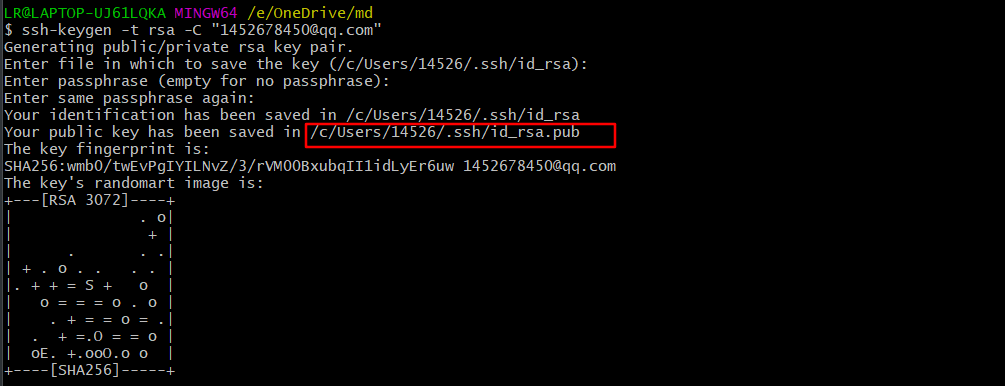 LR@LAPTOP-UJ61LQKA MINGW64 /e/OneDrive/md
$ ssh-keygen -t rsa -C "1452678450@qq.com"
Generating public/private rsa key pair.
Enter file in which to save the key (/c/Users/14526/.ssh/id_rsa):
Enter passphrase (empty for no passphrase):
Enter same passphrase again:
Your identification has been saved in /c/Users/14526/.ssh/id_rsa
Your public key has been saved in /c/Users/14526/.ssh/id_rsa.pub
The key fingerprint is:
SHA256:wmbO/twEvPgIYILNvZ/3/rVM0OBxubqII1idLyEr6uw 1452678450@qq.com
The key's randomart image is:
+---[RSA 3072]----+
|              . o|
|               + |
|      .      . .|
| + . o . .   . . |
|. + + = S +   o  |
|   o = = = o . o |
|    . + = = o = .|
|  .  + =.O = = o |
|  oE. +.ooO.o o  |
+----[SHA256]-----+